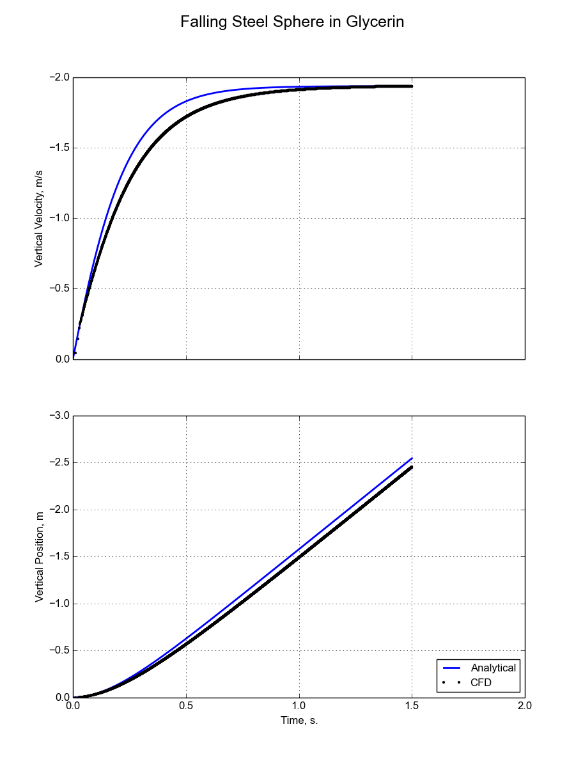 Falling Steel Sphere in Glycerin
−2.0
−1.5
−1.0
−0.5
0.0
Vertical Velocity, m/s
−3.0
−2.5
−2.0
−1.5
−1.0
−0.5
0.0
Vertical Position, m
Analytical
CFD
0.0 0.5 1.0 1.5 2.0
Time, s.